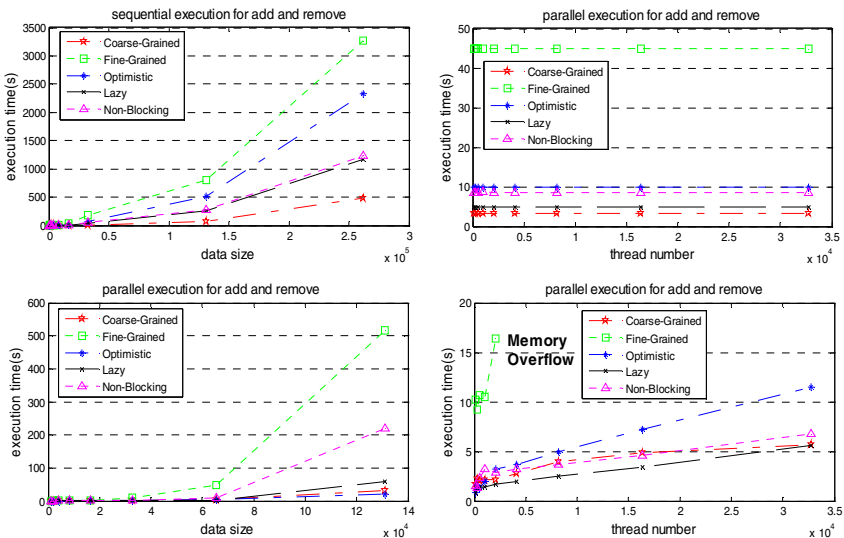 sequential execution for add and remove
execution time(s)
3500
3000
2500
2000
1500
1000
500
0
Coarse-Grained
Fine-Grained
Optimistic
Lazy
Non-Blocking
0
0.5
1
1.5
2
2.5
3
data size
x 10^5
parallel execution for add and remove
execution time(s)
50
40
30
20
10
0
Coarse-Grained
Fine-Grained
Optimistic
Lazy
Non-Blocking
0
0.5
1
1.5
2
2.5
3
3.5
thread number
x 10^4
parallel execution for add and remove
execution time(s)
600
500
400
300
200
100
0
Coarse-Grained
Fine-Grained
Optimistic
Lazy
Non-Blocking
0
2
4
6
8
10
12
14
data size
x 10^4
parallel execution for add and remove
execution time(s)
20
15
10
5
0
Memory
Overflow
Coarse-Grained
Fine-Grained
Optimistic
Lazy
Non-Blocking
0
0.5
1
1.5
2
2.5
3
3.5
thread number
x 10^4